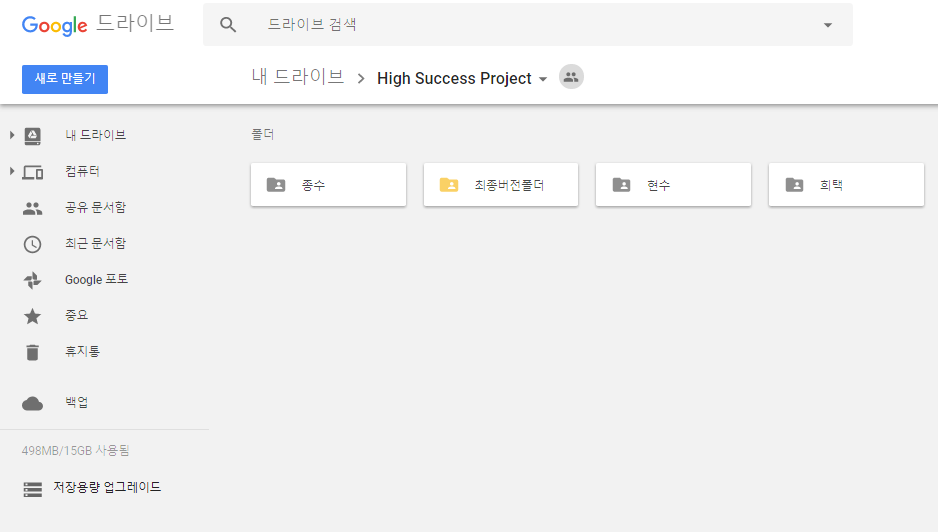 Google 드라이브
드라이브 검색
새로 만들기
내 드라이브 > High Success Project
내 드라이브
컴퓨터
공유 문서함
최근 문서함
Google 포토
중요
휴지통
백업
498MB/15GB 사용됨
저장용량 업그레이드
폴더
종수
최종버전폴더
현수
희택